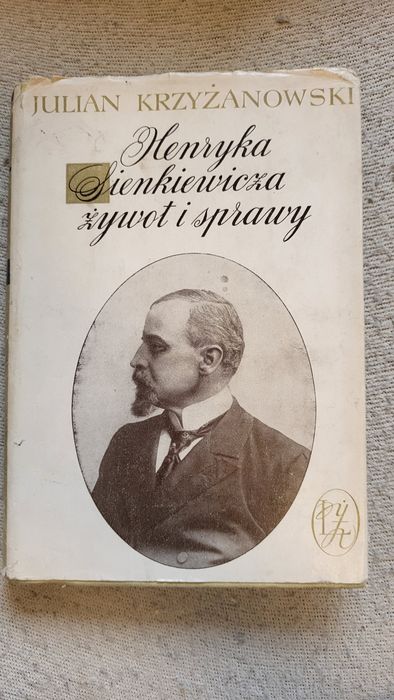 JULIAN KRZYŻANOWSKI
Henryka
Sienkiewicza
żywot i sprawy